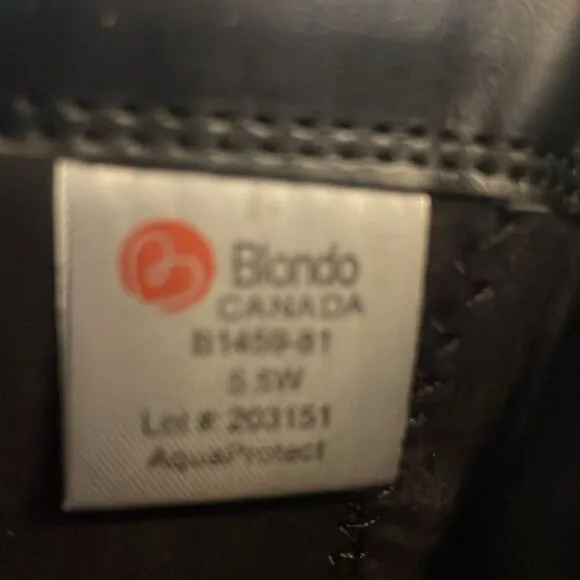 Blondo
CANADA
B1459-81
5.5W
Lot # 203151
AquaProtect